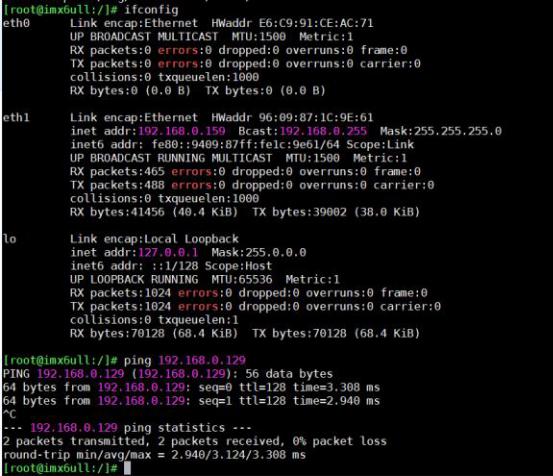 [root@imx6ull:/]# ifconfig
eth0      Link encap:Ethernet  HWaddr E6:C9:91:CE:AC:71
          UP BROADCAST MULTICAST  MTU:1500  Metric:1
          RX packets:0 errors:0 dropped:0 overruns:0 frame:0
          TX packets:0 errors:0 dropped:0 overruns:0 carrier:0
          collisions:0 txqueuelen:1000
          RX bytes:0 (0.0 B)  TX bytes:0 (0.0 B)
eth1      Link encap:Ethernet  HWaddr 96:09:87:1C:9E:61
          inet addr:192.168.0.159  Bcast:192.168.0.255  Mask:255.255.255.0
          inet6 addr: fe80::9409:87ff:fe1c:9e61/64 Scope:Link
          UP BROADCAST RUNNING MULTICAST  MTU:1500  Metric:1
          RX packets:465 errors:0 dropped:0 overruns:0 frame:0
          TX packets:488 errors:0 dropped:0 overruns:0 carrier:0
          collisions:0 txqueuelen:1000
          RX bytes:41456 (40.4 KiB)  TX bytes:39002 (38.0 KiB)
lo        Link encap:Local Loopback
          inet addr:127.0.0.1  Mask:255.0.0.0
          inet6 addr: ::1/128 Scope:Host
          UP LOOPBACK RUNNING  MTU:65536  Metric:1
          RX packets:1024 errors:0 dropped:0 overruns:0 frame:0
          TX packets:1024 errors:0 dropped:0 overruns:0 carrier:0
          collisions:0 txqueuelen:1
          RX bytes:70128 (68.4 KiB)  TX bytes:70128 (68.4 KiB)
[root@imx6ull:/]# ping 192.168.0.129
PING 192.168.0.129 (192.168.0.129): 56 data bytes
64 bytes from 192.168.0.129: seq=0 ttl=128 time=3.308 ms
64 bytes from 192.168.0.129: seq=1 ttl=128 time=2.940 ms
^C
--- 192.168.0.129 ping statistics ---
2 packets transmitted, 2 packets received, 0% packet loss
round-trip min/avg/max = 2.940/3.124/3.308 ms
[root@imx6ull:/]#